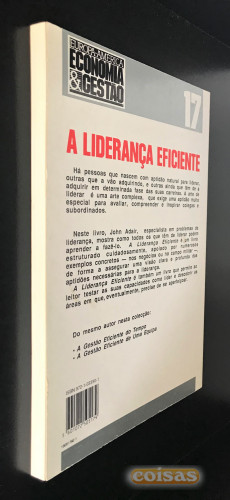 EUROPA-AMÉRICA
ECONOMIA
& GESTÃO
17
A LIDERANÇA EFICIENTE
Há pessoas que nascem com aptidão natural para liderar,
outras que a vão adquirindo, e outras ainda que têm de a
adquirir em determinada fase das suas carreiras. A arte de
liderar é uma arte complexa, que exige uma aptidão muito
especial para avaliar, compreender e inspirar colegas e
subordinados.
Neste livro, John Adair, especialista em problemas de
liderança, mostra como todos os que têm de liderar podem
aprender a fazê-lo. A Liderança Eficiente é um livro
estruturado cuidadosamente, apoiado por numerosos
exemplos concretos — nos negócios ou no campo militar —,
de forma a assegurar uma visão clara e profunda das
aptidões necessárias para a liderança.
A Liderança Eficiente é também um livro que permite ao
leitor testar as suas capacidades como líder e descobrir as
áreas em que, eventualmente, precisa de se aperfeiçoar.
Do mesmo autor nesta colecção:
- A Gestão Eficiente do Tempo
- A Gestão Eficiente de Uma Equipa
coisas